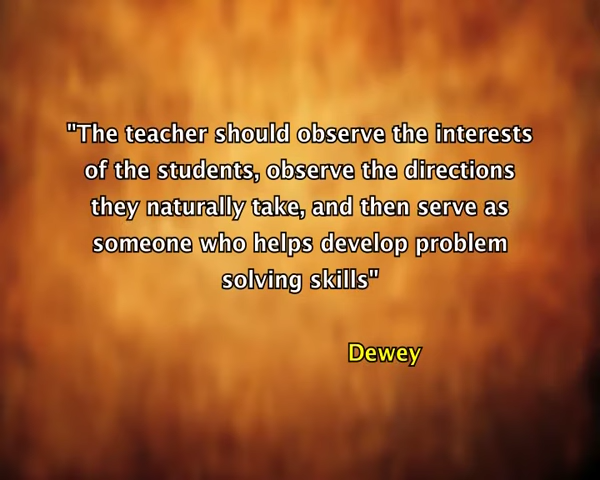 "The teacher should observe the interests
of the students, observe the directions
they naturally take, and then serve as
someone who helps develop problem
solving skills"
Dewey